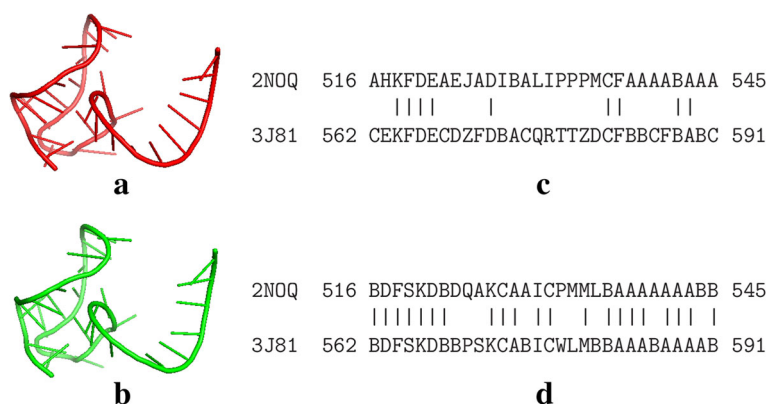 2NOQ 516 AHKFDEAEJADIBALIPPPMCFAAAABAAA 545
3J81 562 CEKFDECDZFDBACQRTTZDCFBBCFBABC 591
a
c
2NOQ 516 BDFSKDBDQAKCAAICPMMLBAAAAAAABB 545
3J81 562 BDFSKDBBPSKCABICWLMBBAAABAAAAB 591
b
d